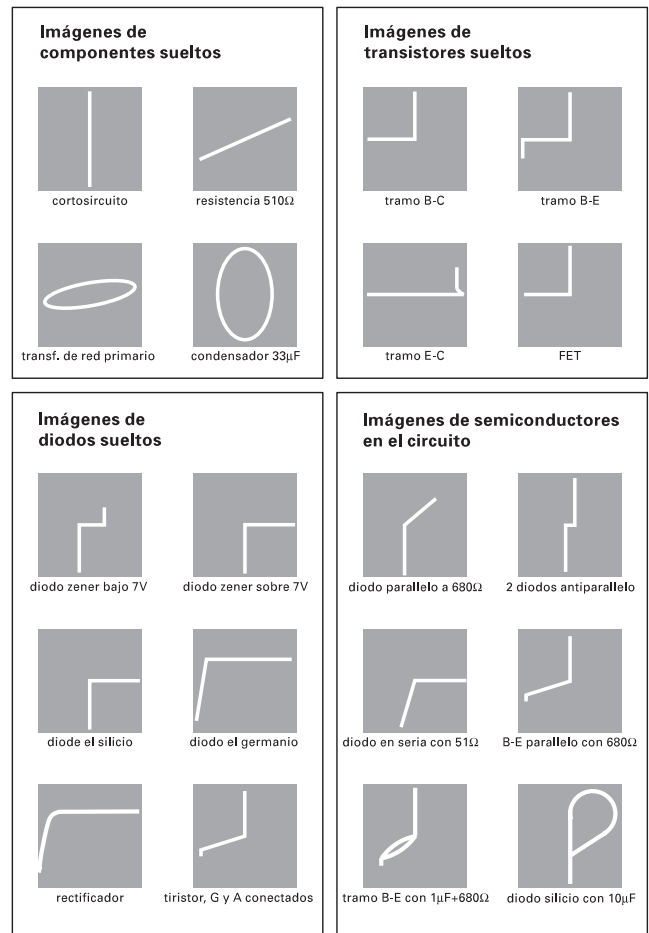 Imágenes de
componentes sueltos
cortosircuito
resistencia 510Ω
transf. de red primario
condensador 33µF
Imágenes de
transistores sueltos
tramo B-C
tramo B-E
tramo E-C
FET
Imágenes de
diodos sueltos
diodo zener bajo 7V
diodo zener sobre 7V
diode el silicio
diodo el germanio
rectificador
tiristor, G y A conectados
Imágenes de semiconductores
en el circuito
diodo parallelo a 680Ω
2 diodos antiparallelo
diodo en seria con 51Ω
B-E parallelo con 680Ω
tramo B-E con 1µF+680Ω
diodo silicio con 10µF